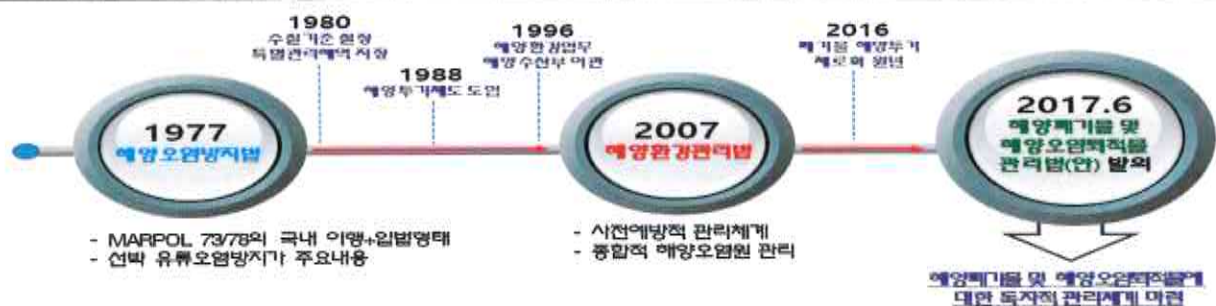 1980
수질기준 설정
특별관리해역 지정
1988
해양투기제도 도입
1996
해양환경업무
해양수산부 이관
2016
폐기물 해양투기
제로화 원년
1977
해양오염방지법
2007
해양환경관리법
2017.6
해양폐기물 및
해양오염퇴적물
관리법(안) 발의
- MARPOL 73/78의 국내 이행+입법형태
- 선박 유류오염방지가 주요내용
- 사전예방적 관리체계
- 종합적 해양오염원 관리
해양폐기물 및 해양오염퇴적물에
대한 독자적 관리체계 마련